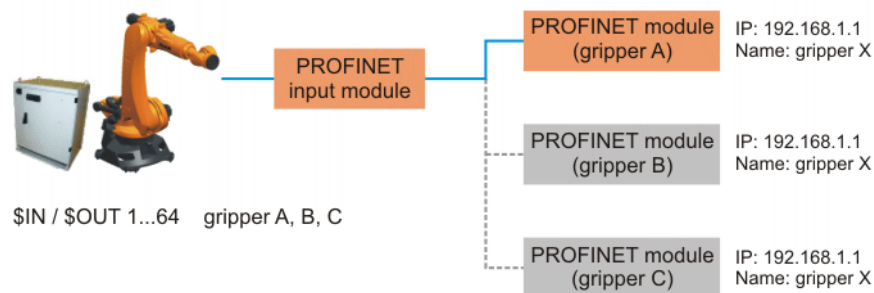 PROFINET
input module
PROFINET module
(gripper A)
IP: 192.168.1.1
Name: gripper X
PROFINET module
(gripper B)
IP: 192.168.1.1
Name: gripper X
$IN / $OUT 1...64 gripper A, B, C
PROFINET module
(gripper C)
IP: 192.168.1.1
Name: gripper X